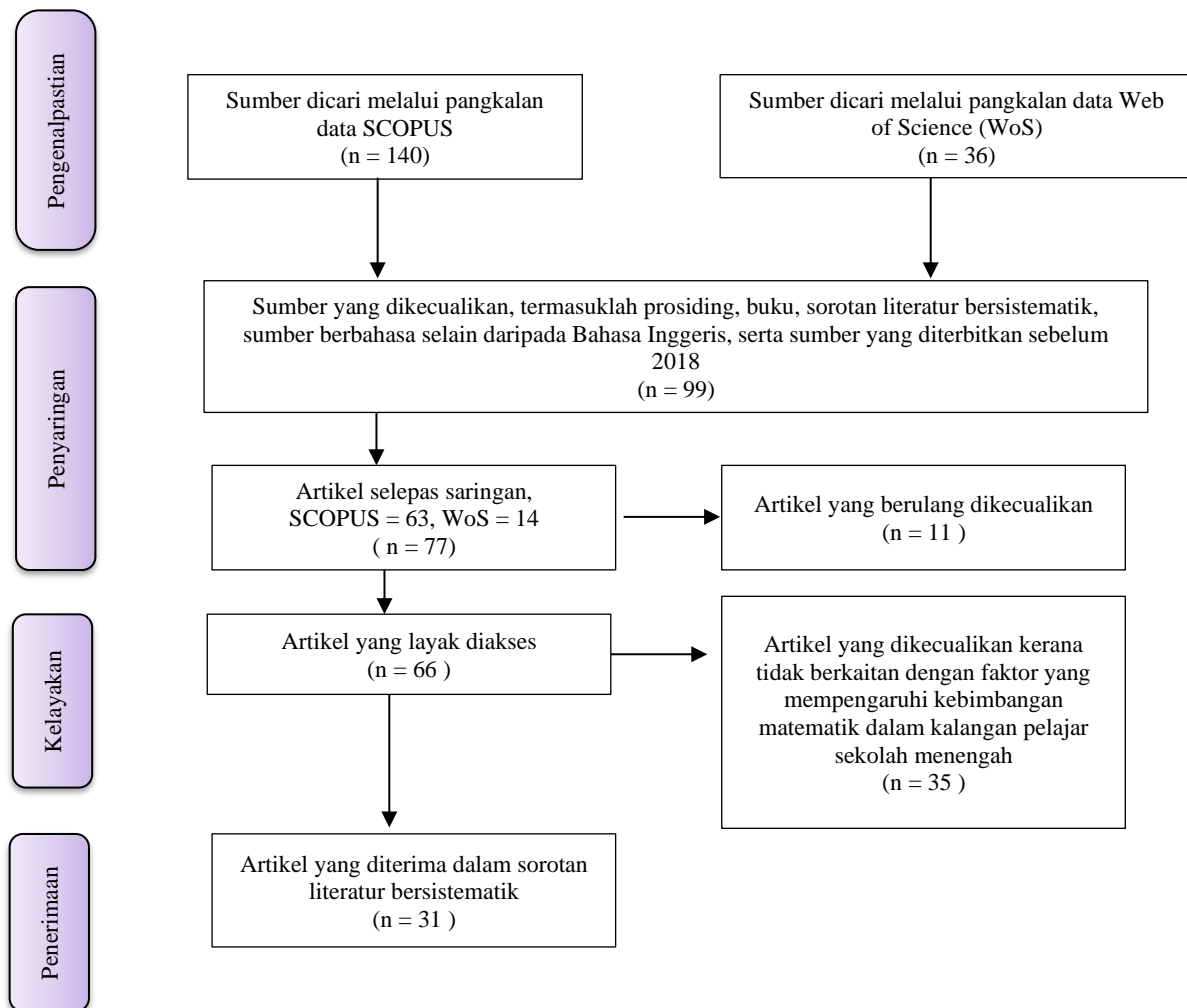 Pengenalpastian
Sumber dicari melalui pangkalan
data SCOPUS
(n = 140)
Sumber dicari melalui pangkalan data Web
of Science (WoS)
(n = 36)
Penyaringan
Sumber yang dikecualikan, termasuklah prosiding, buku, sorotan literatur bersistematik,
sumber berbahasa selain daripada Bahasa Inggeris, serta sumber yang diterbitkan sebelum
2018
(n = 99)
Artikel selepas saringan,
SCOPUS = 63, WoS = 14
( n = 77)
Artikel yang berulang dikecualikan
(n = 11 )
Kelayakan
Artikel yang layak diakses
(n = 66 )
Artikel yang dikecualikan kerana
tidak berkaitan dengan faktor yang
mempengaruhi kebimbangan
matematik dalam kalangan pelajar
sekolah menengah
(n = 35 )
Penerimaan
Artikel yang diterima dalam sorotan
literatur bersistematik
(n = 31 )